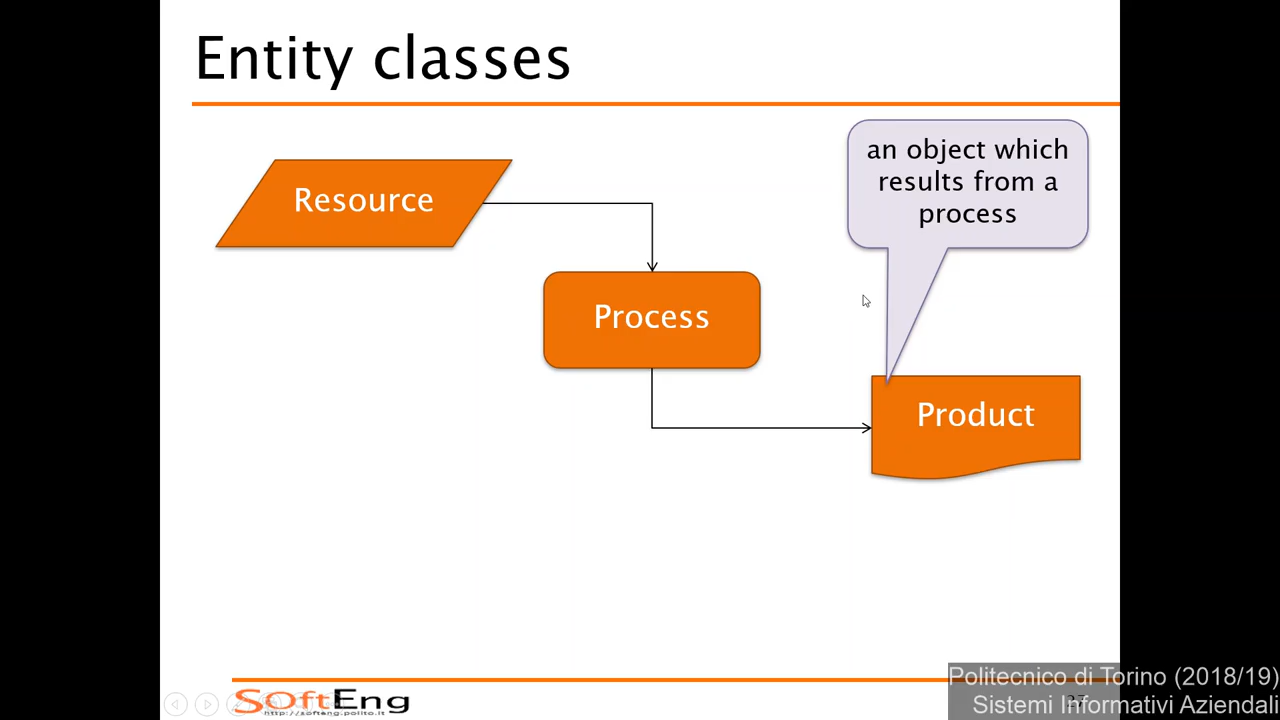 Entity classes
Resource
an object which
results from a
process
Process
Product
SoftEng
http://softeng.polito.it
27
Politecnico di Torino (2018/19)
Sistemi Informativi Aziendali